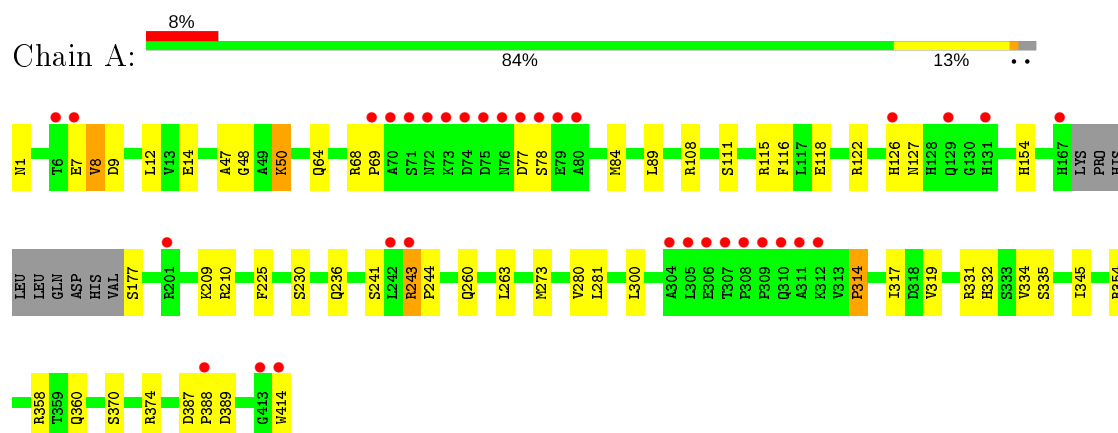 8%
Chain A:
84% 13% • •
N1 T6 E7 V8 D9 L12 V13 E14 A47 G48 A49 K50 Q64 R68 P69 A70 S71 N72 K73 D74 D75 N76 D77 S78 E79 A80 M84 L89 R108 S111 R115 F116 L117 E118 R122 H126 N127 H128 Q129 G130 H131 H154 H167 LYS PRO HIS
LEU LEU GLN ASP HIS VAL S177 R201 K209 R210 F225 S230 Q236 S241 L242 R243 P244 Q260 L263 M273 V280 L281 L300 A304 L305 E306 T307 P308 P309 Q310 A311 K312 V313 P314 I317 D318 V319 R331 H332 S333 V334 S335 I345
R358 T359 Q360 S370 R374 D387 P388 D389 G413 W414